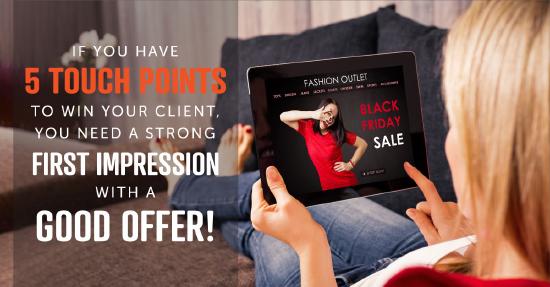 IF YOU HAVE
5 TOUCH POINTS
TO WIN YOUR CLIENT,
YOU NEED A STRONG
FIRST IMPRESSION
WITH A
GOOD OFFER!
FASHION OUTLET
BLACK
FRIDAY
SALE